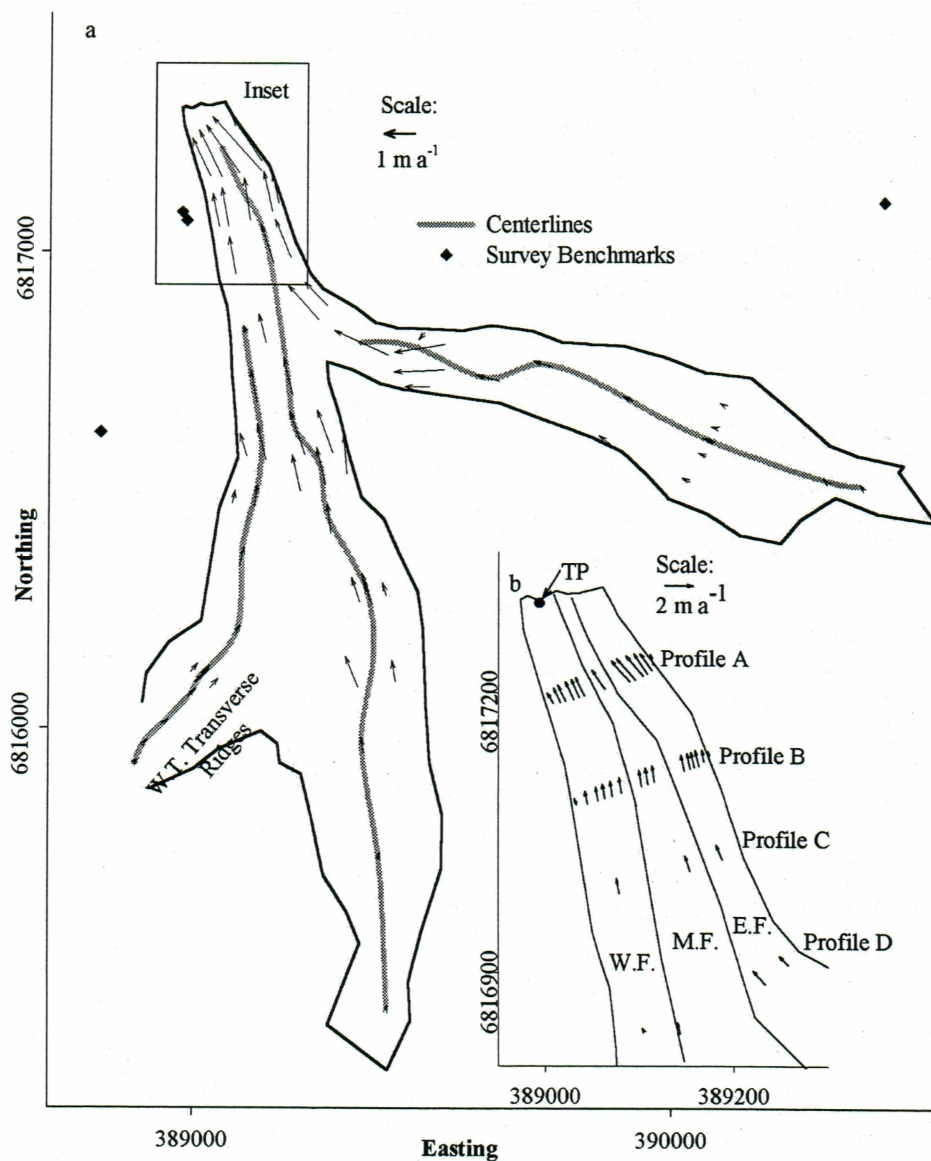 a
Inset
Scale:
1 m a-1
Centerlines
Survey Benchmarks
6817000
Northing
6816000
W.T. Transverse
Ridges
b
TP
Scale:
2 m a-1
Profile A
6817200
Profile B
Profile C
E.F.
Profile D
M.F.
W.F.
6816900
389000
389200
389000
390000
Easting